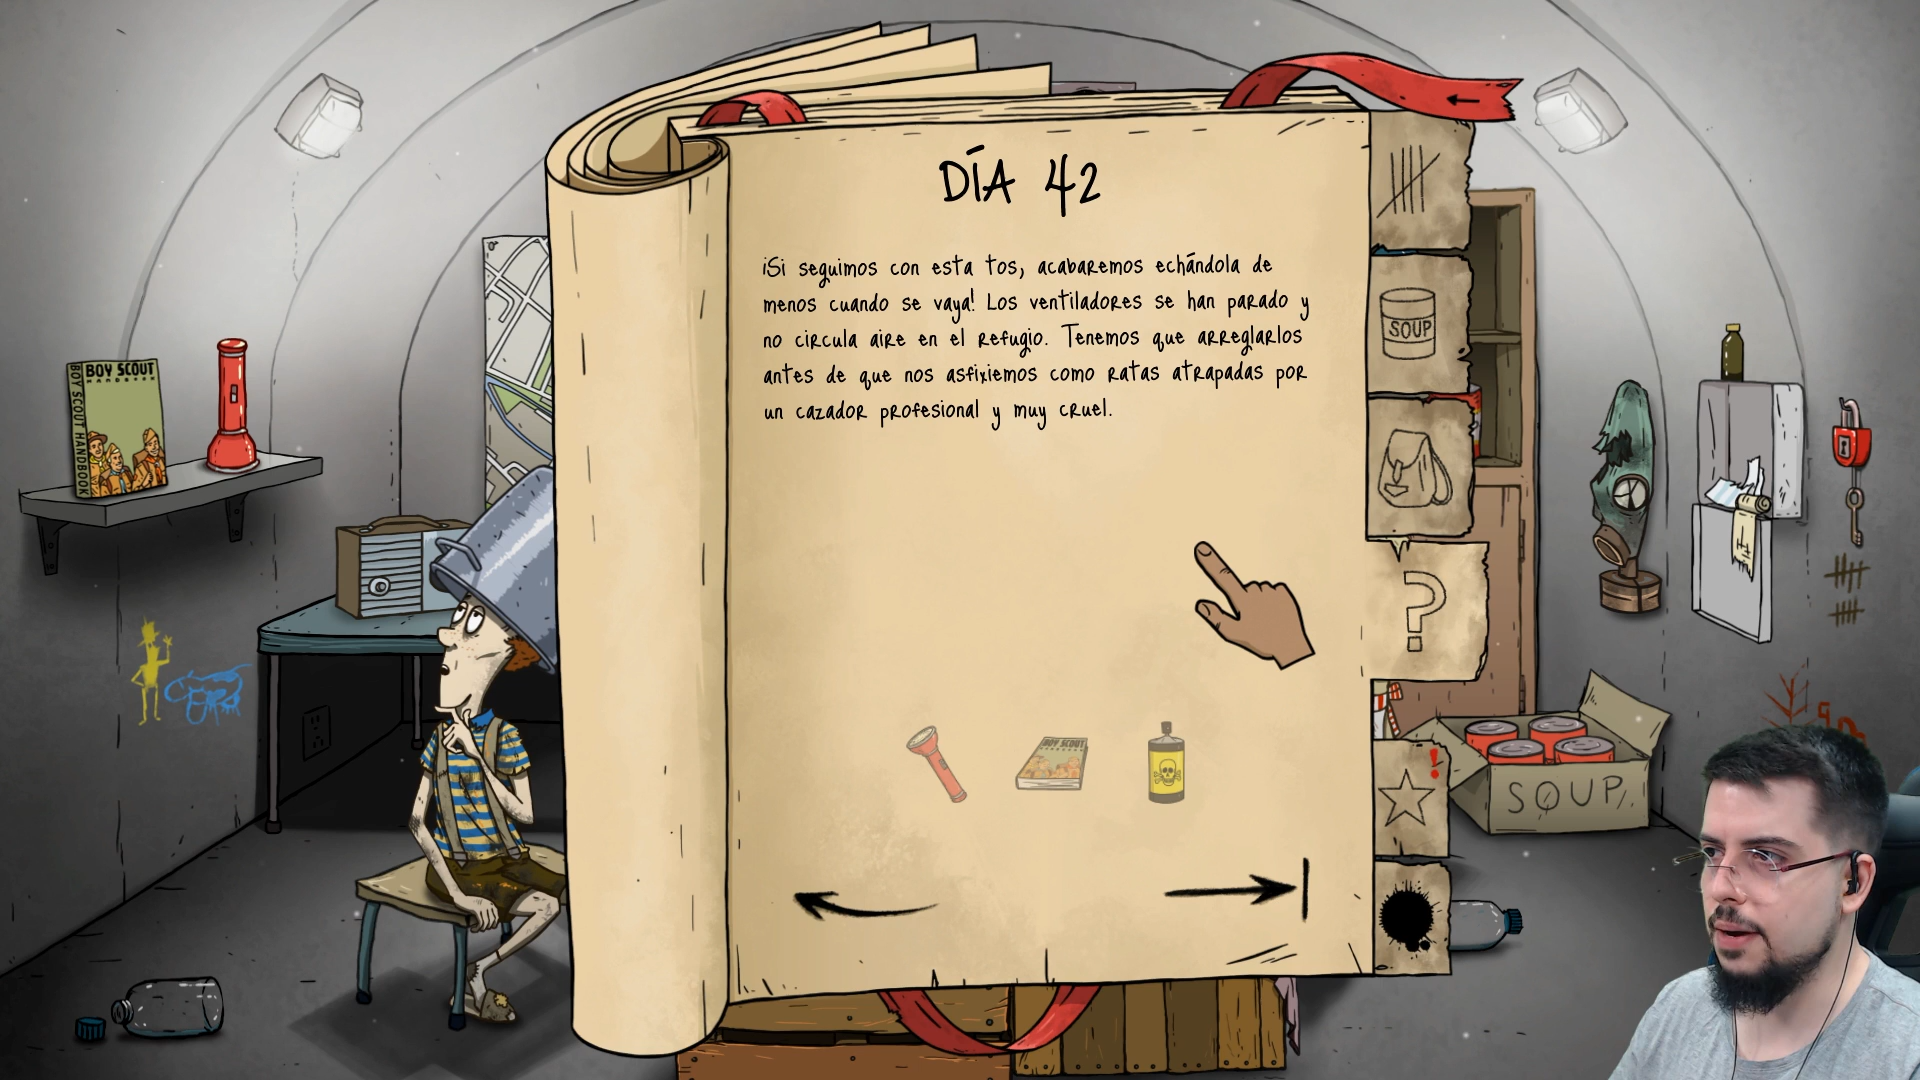 DÍA 42
¡Si seguimos con esta tos, acabaremos echándola de
menos cuando se vaya! Los ventiladores se han parado y
no circula aire en el refugio. Tenemos que arreglarlos
antes de que nos asfixiemos como ratas atrapadas por
un cazador profesional y muy cruel.
BOY SCOUT
HANDBOOK
BOY SCOUT HANDBOOK
SOUP
?
!
BOY SCOUT
SOUP